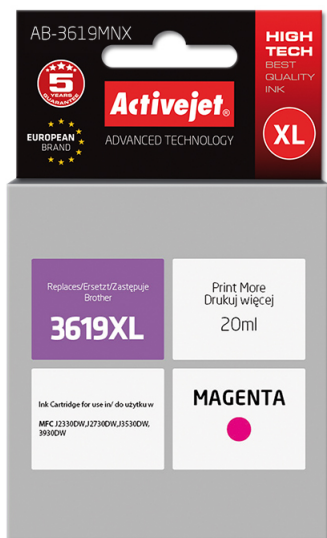 AB-3619MNX
HIGH
TECH
BEST
QUALITY
INK
5
YEARS
GUARANTEE
Activejet®
EUROPEAN
BRAND
ADVANCED TECHNOLOGY
XL
Replaces/Ersetzt/Zastępuje
Brother
3619XL
Print More
Drukuj więcej
20ml
Ink Cartridge for use in/ do użytku w
MFC J2330DW,J2730DW,J3530DW,
3930DW
MAGENTA